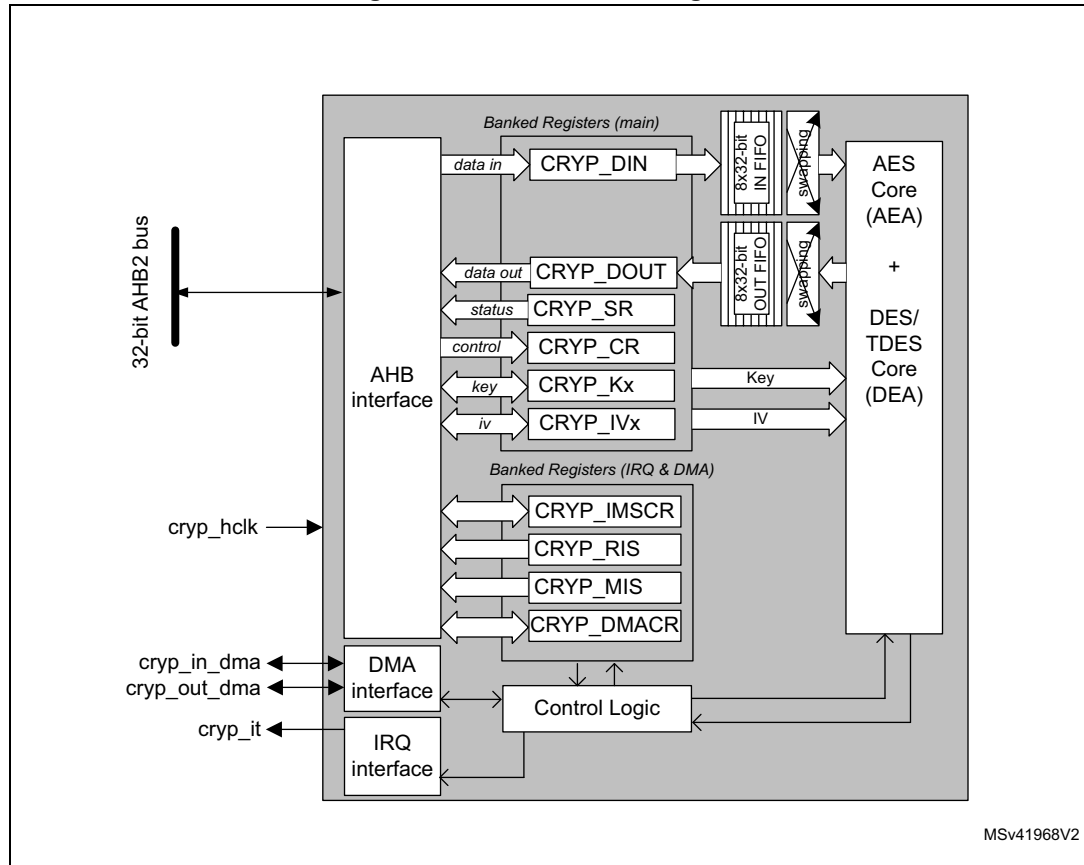 Banked Registers (main)
data in
CRYP_DIN
8x32-bit
IN FIFO
swapping
AES
Core
(AEA)
+
DES/
TDES
Core
(DEA)
32-bit AHB2 bus
data out
CRYP_DOUT
8x32-bit
OUT FIFO
swapping
status
CRYP_SR
control
CRYP_CR
AHB
interface
key
CRYP_Kx
Key
iv
CRYP_IVx
IV
Banked Registers (IRQ & DMA)
CRYP_IMSCR
cryp_hclk
CRYP_RIS
CRYP_MIS
CRYP_DMACR
cryp_in_dma
cryp_out_dma
DMA
interface
Control Logic
cryp_it
IRQ
interface
MSv41968V2